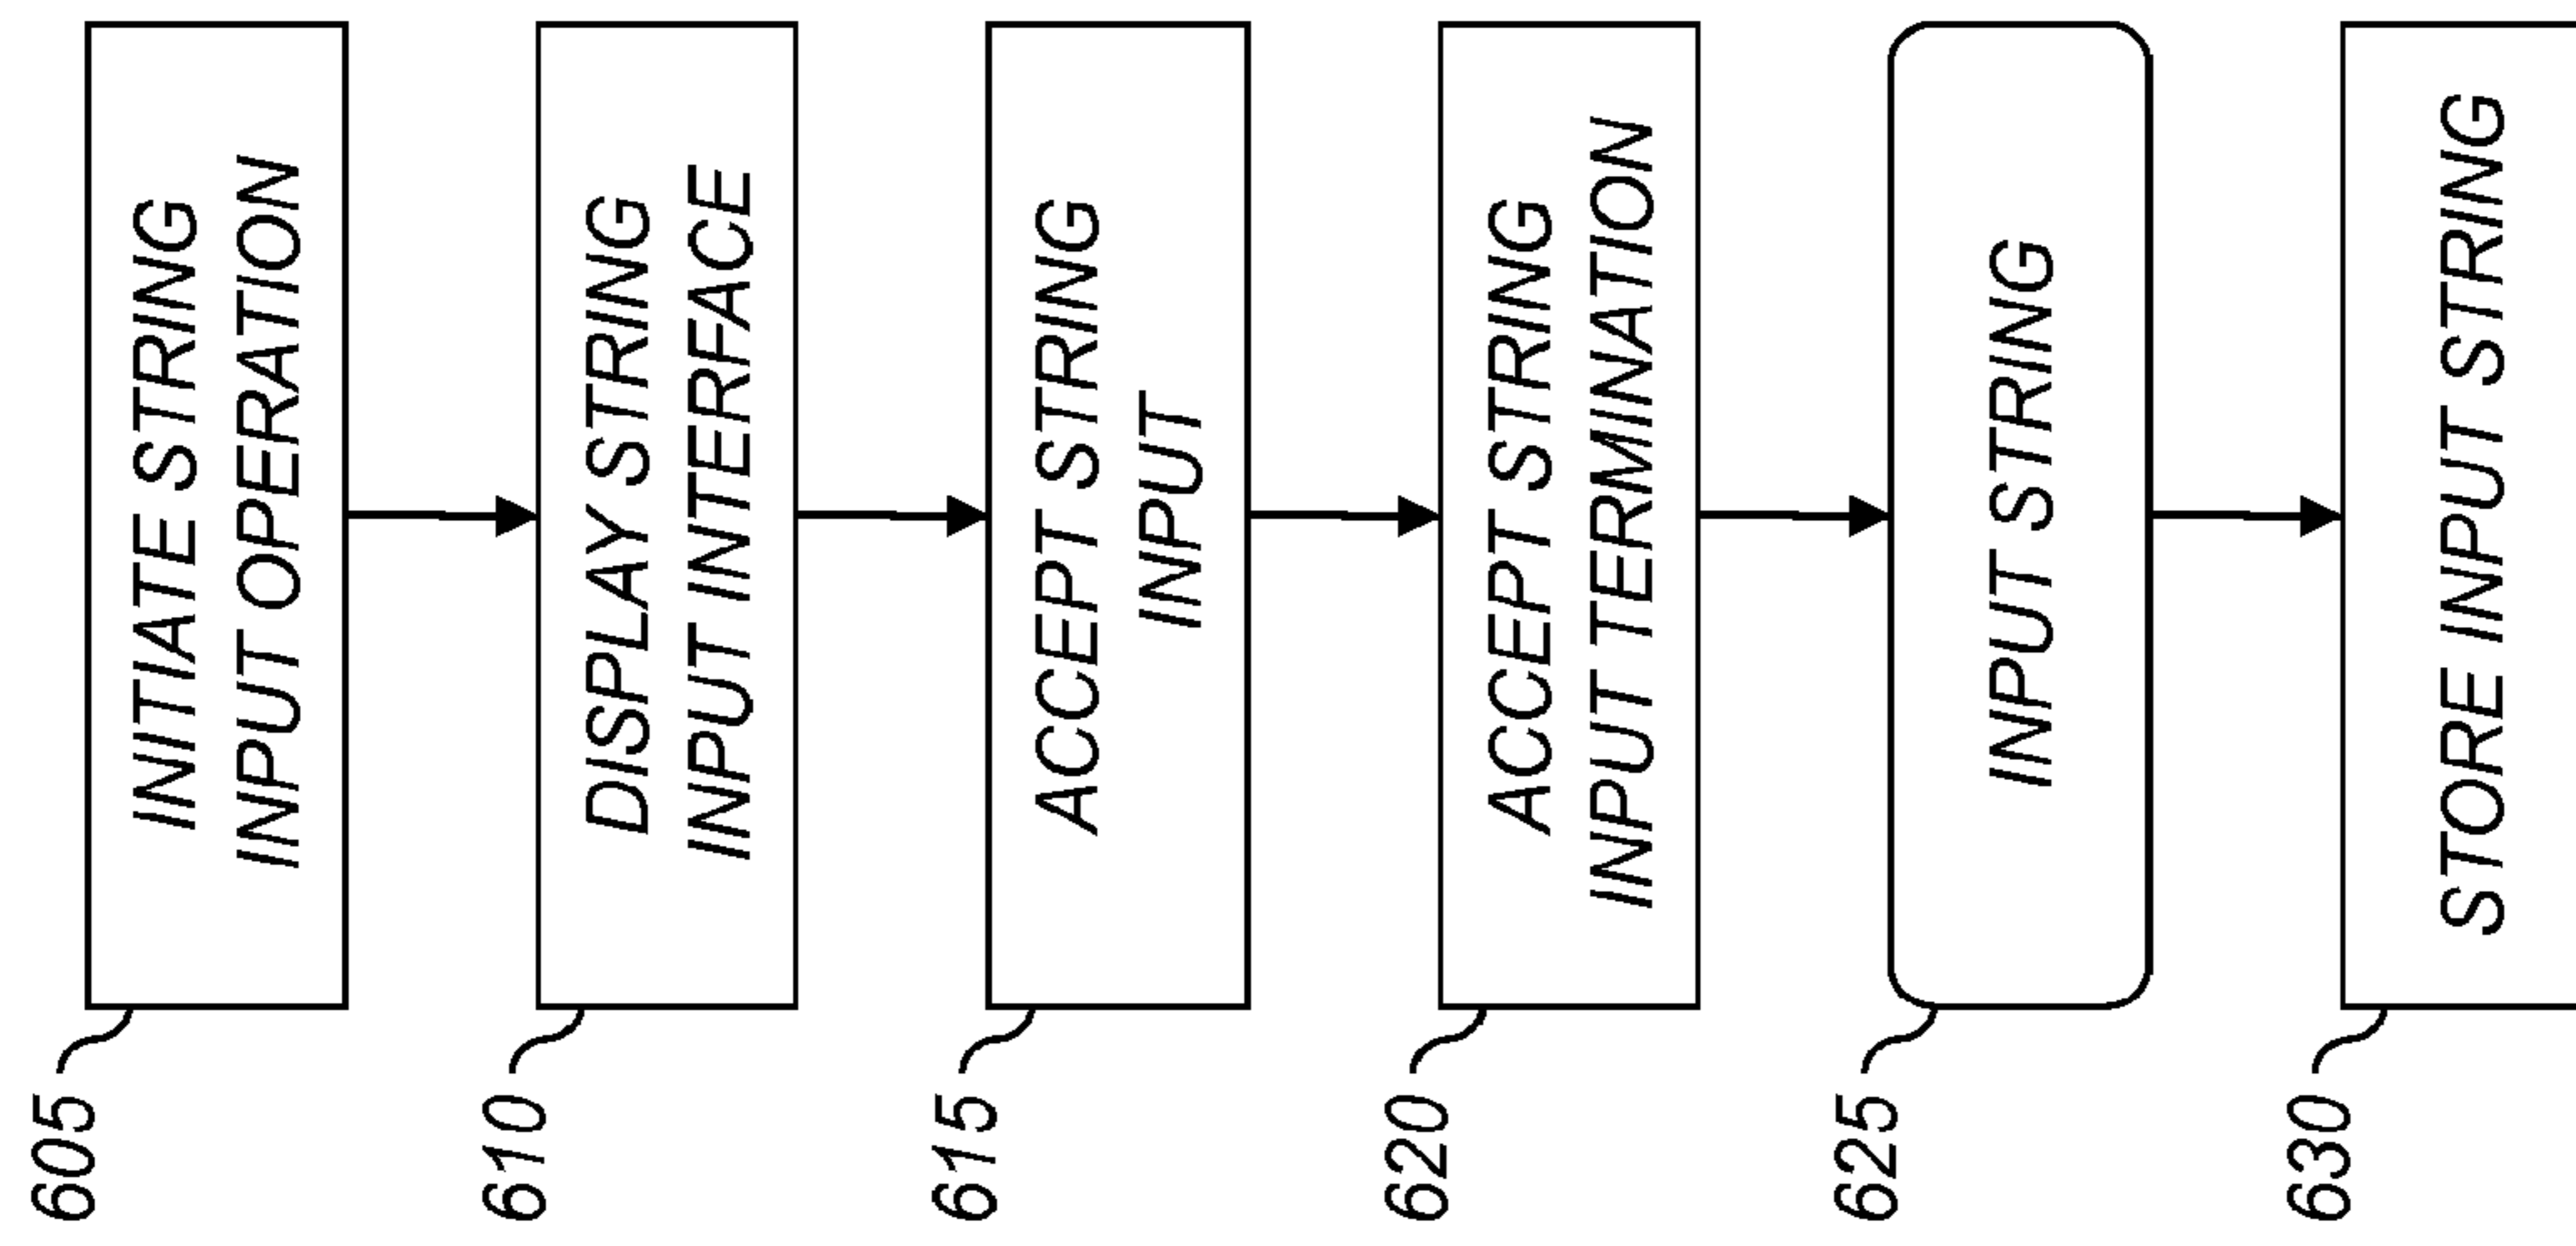 605
INITIATE STRING
INPUT OPERATION
610
DISPLAY STRING
INPUT INTERFACE
615
ACCEPT STRING
INPUT
620
ACCEPT STRING
INPUT TERMINATION
625
INPUT STRING
630
STORE INPUT STRING